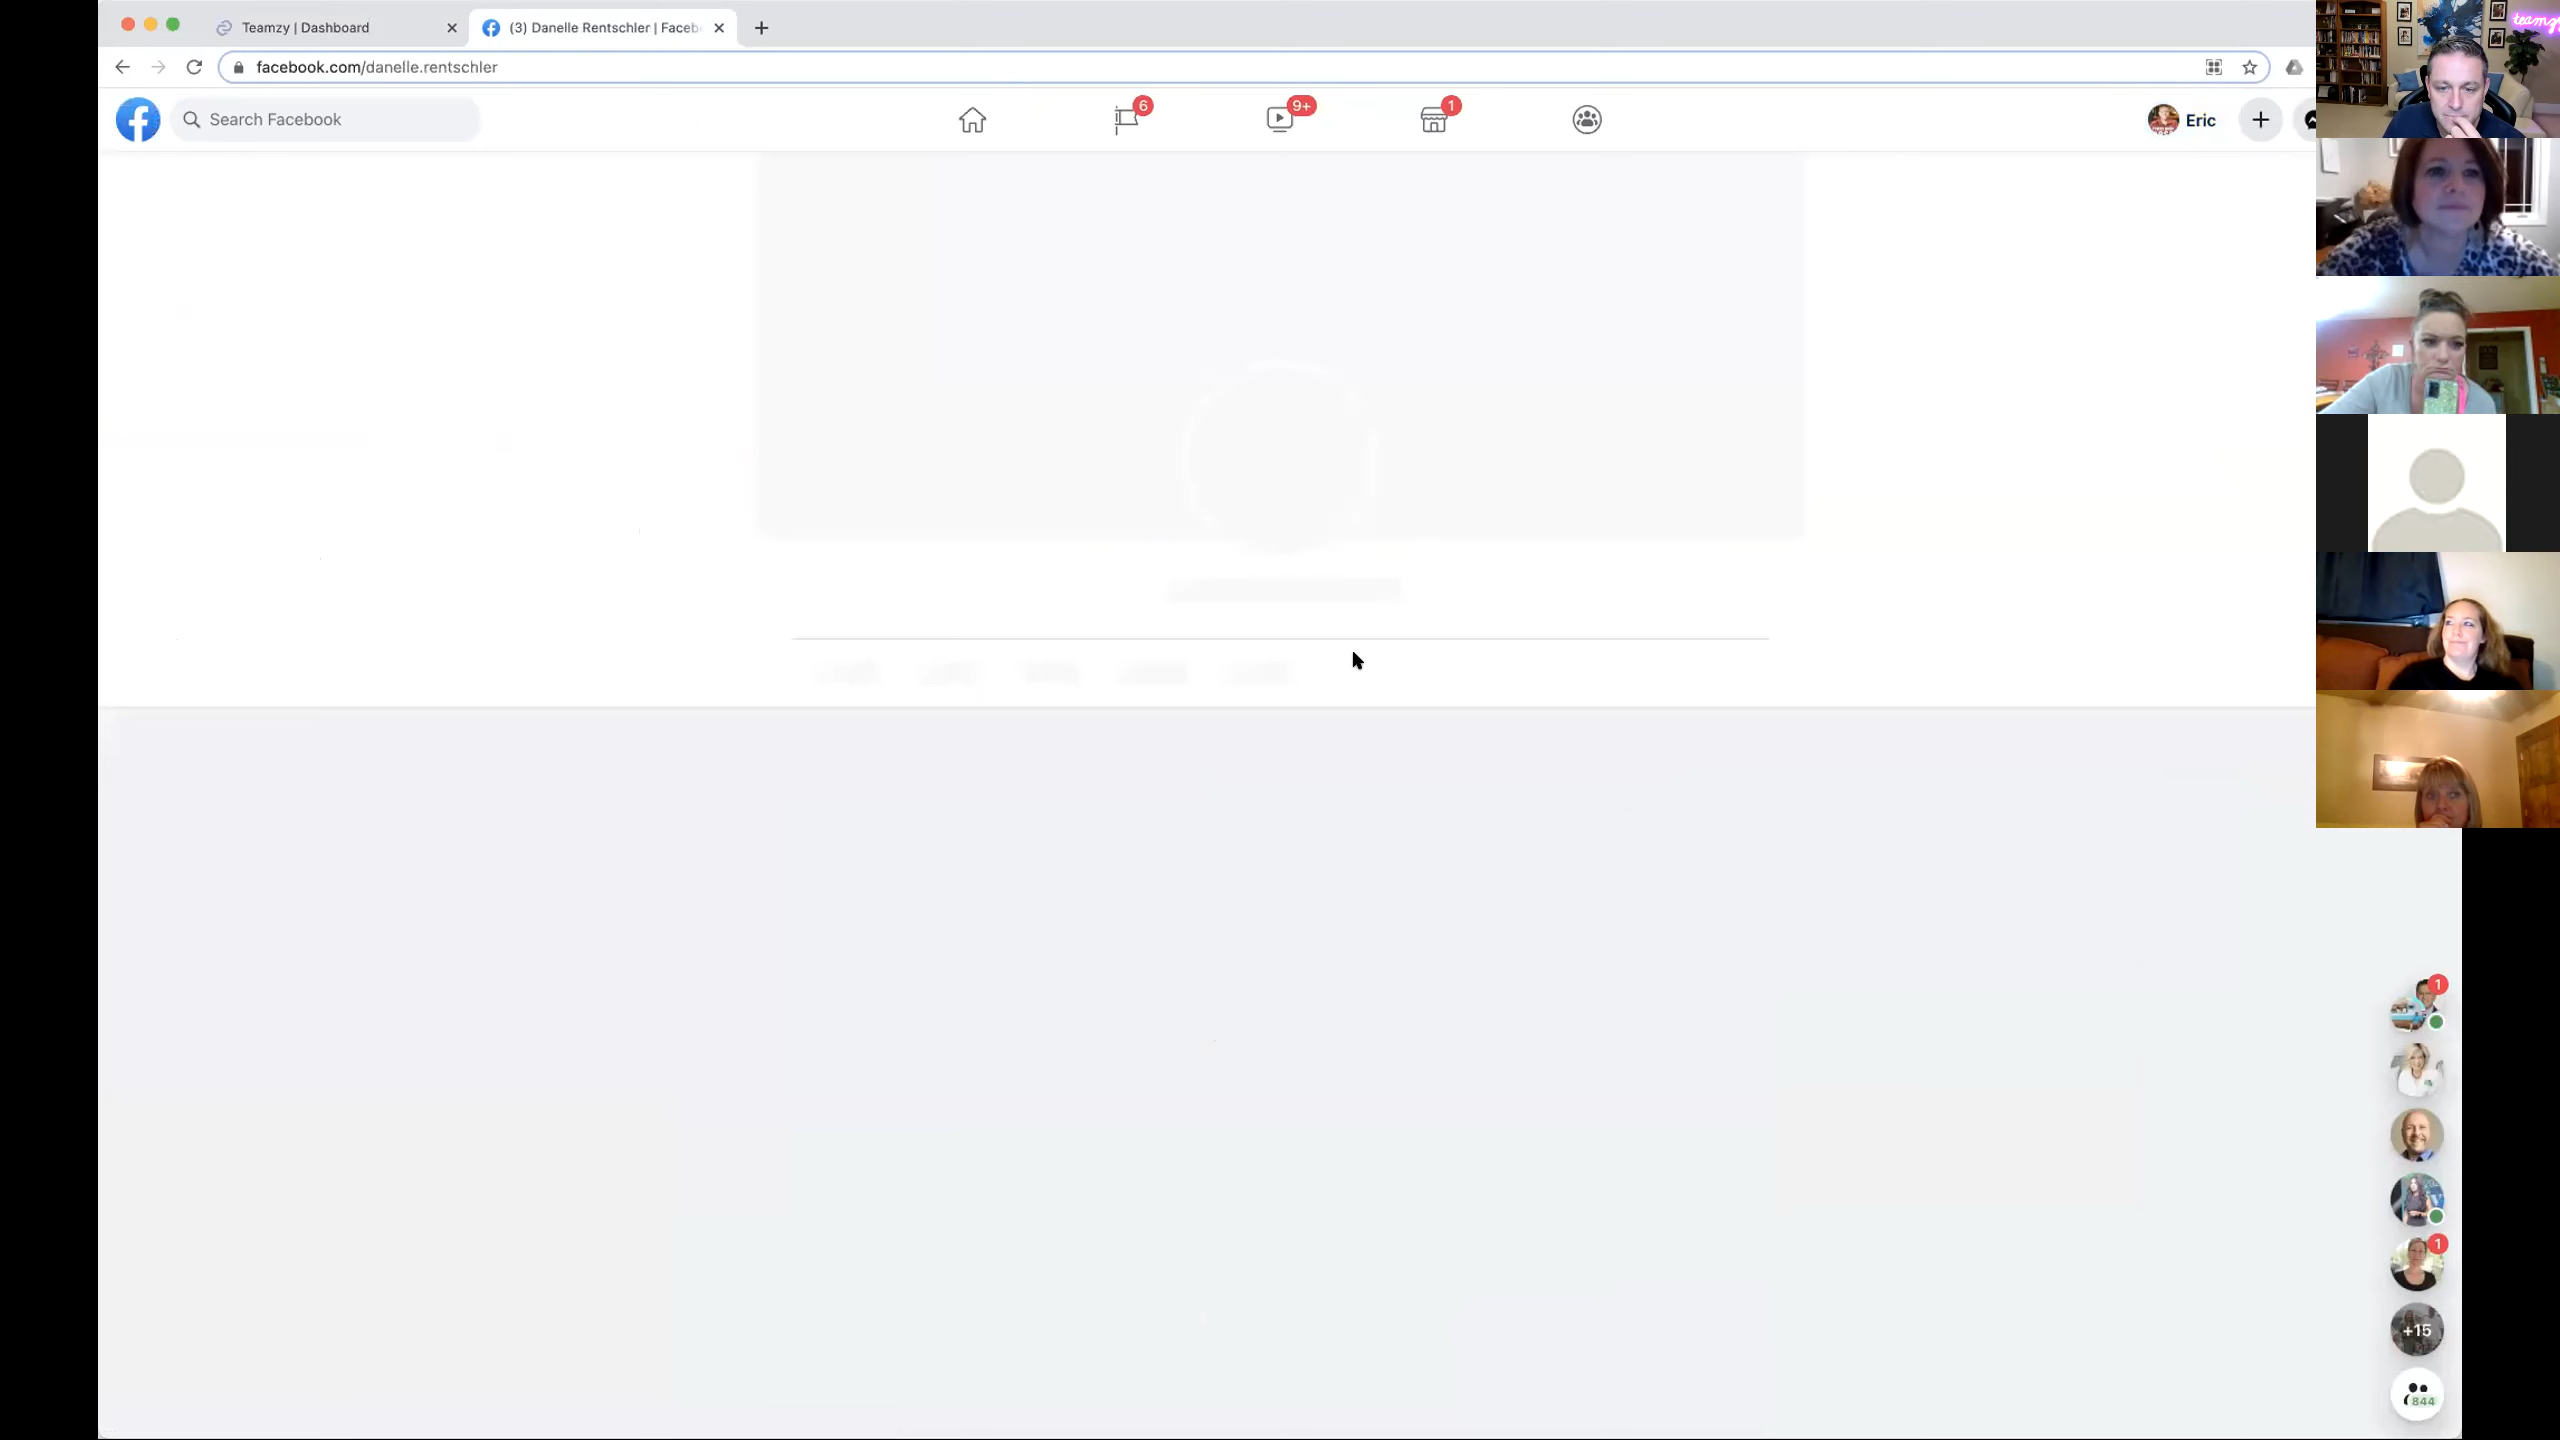 Teamzy | Dashboard
(3) Danelle Rentschler | Faceb
facebook.com/danelle.rentschler
Search Facebook
6
9+
1
Eric
teamzy
1
1
+15
844